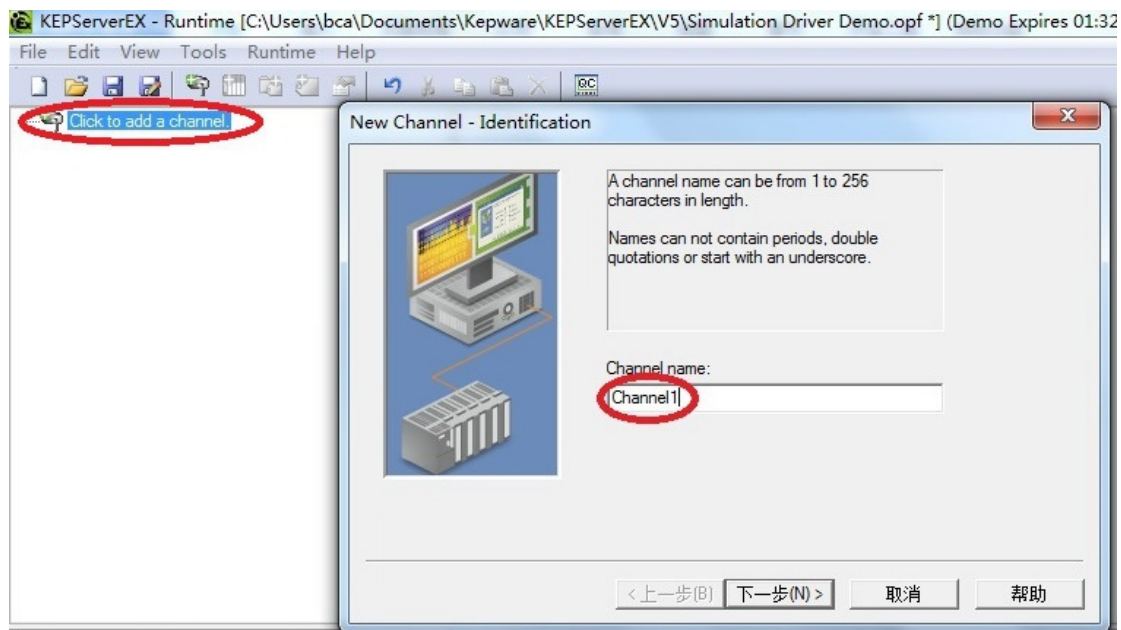 KEPServerEX - Runtime [C:\Users\bca\Documents\Kepware\KEPServerEX\V5\Simulation Driver Demo.opf *] (Demo Expires 01:32
File Edit View Tools Runtime Help
QC
Click to add a channel.
New Channel - Identification
A channel name can be from 1 to 256
characters in length.
Names can not contain periods, double
quotations or start with an underscore.
Channel name:
Channel1
<上一步(B) 下一步(N)> 取消 帮助